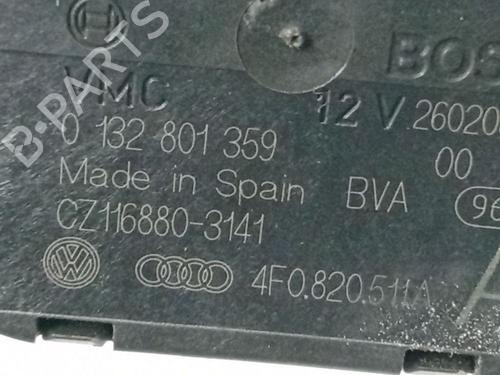 BOS
VMC 12 V 26020
0 132 801 359 00
Made in Spain BVA 96
CZ116880-3141
4F0.820.511A
B-PARTS